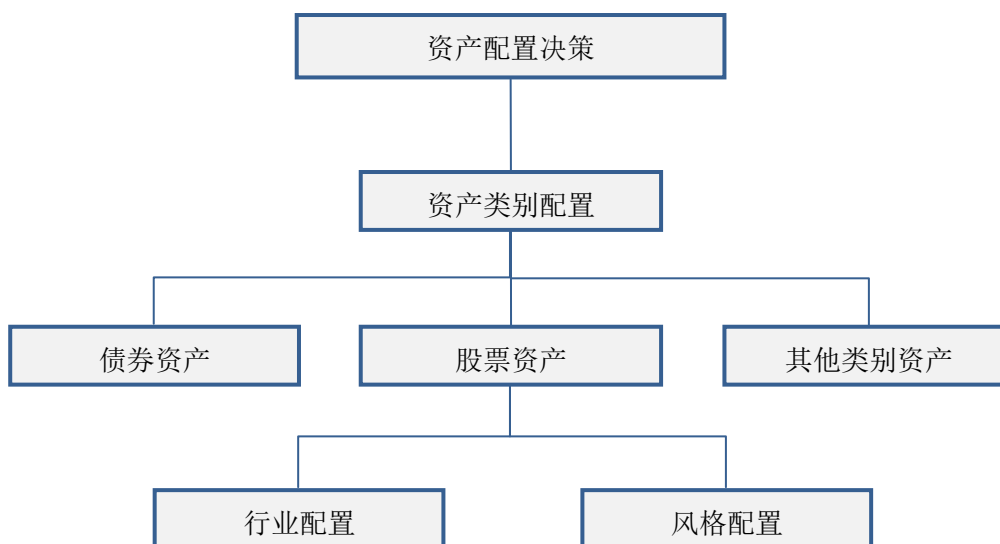 资产配置决策
资产类别配置
债券资产
股票资产
其他类别资产
行业配置
风格配置